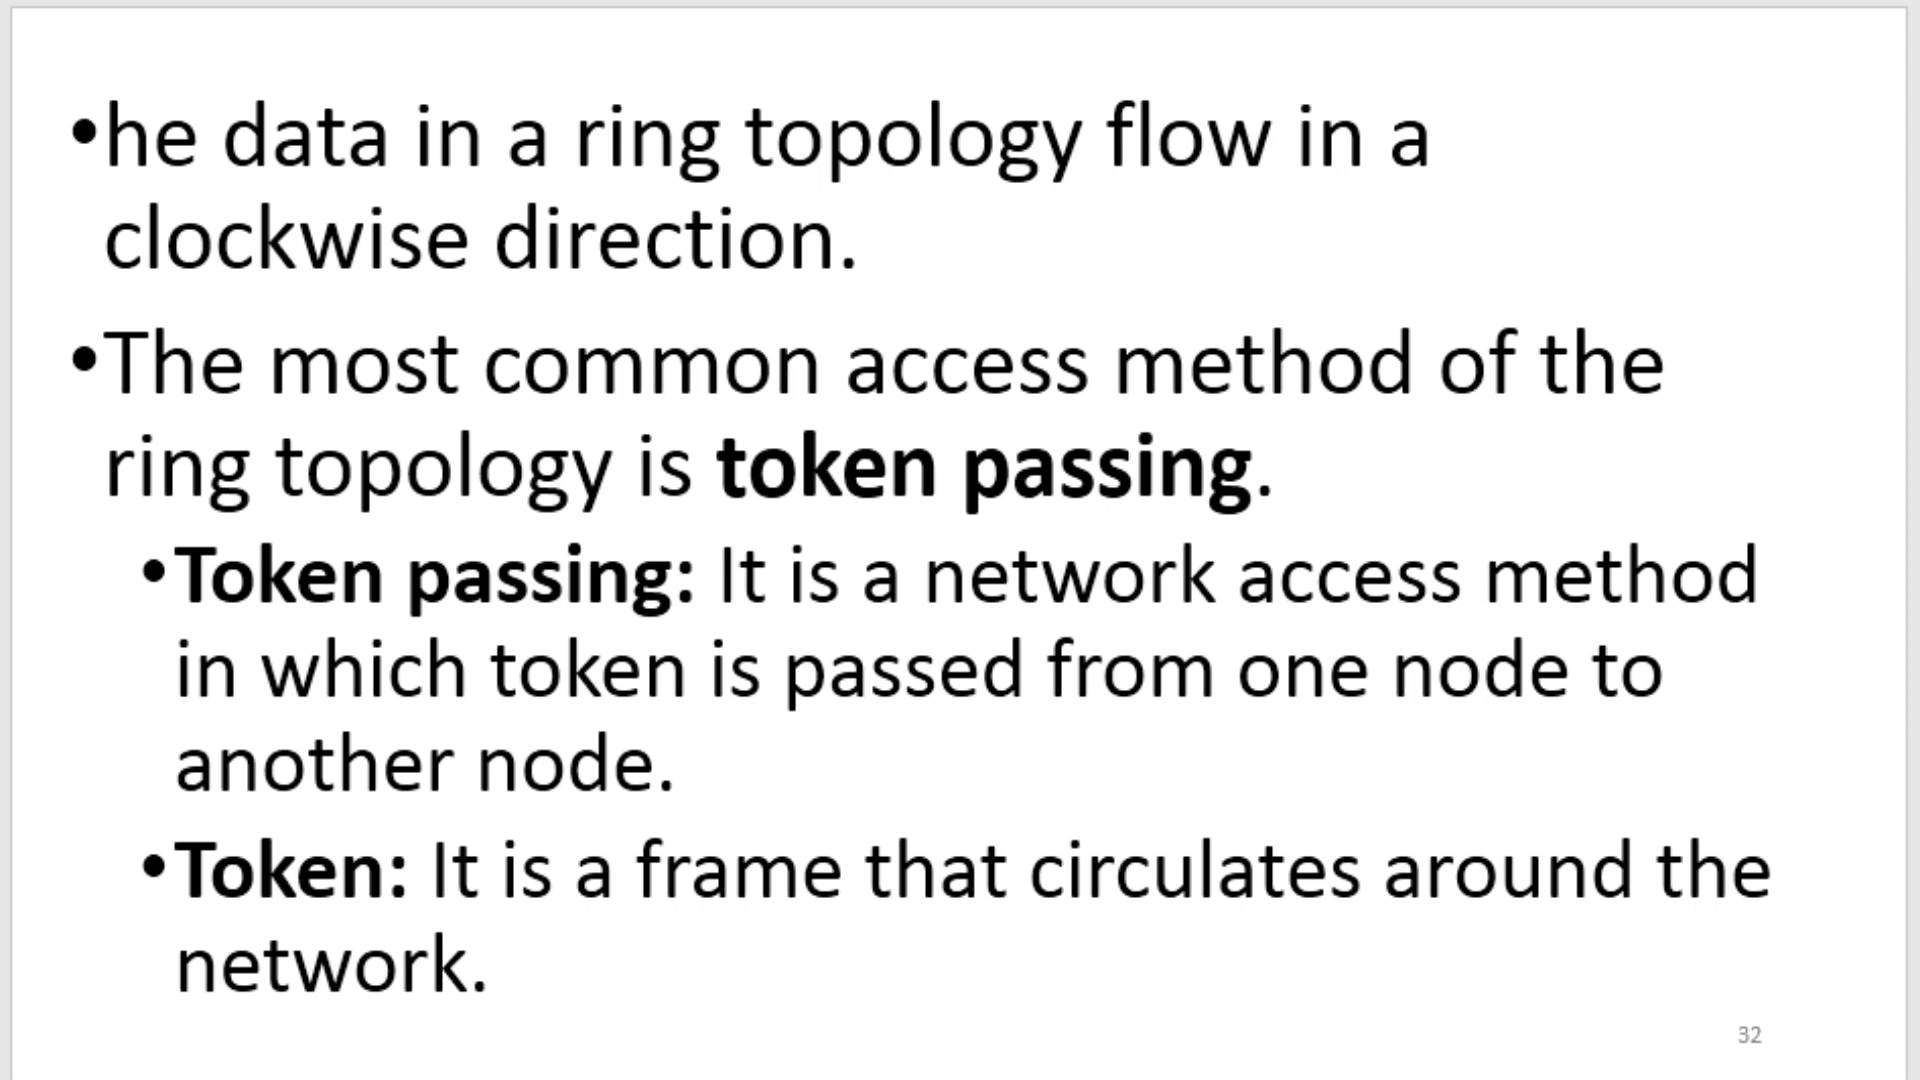 •he data in a ring topology flow in a
clockwise direction.
•The most common access method of the
ring topology is token passing.
•Token passing: It is a network access method
in which token is passed from one node to
another node.
•Token: It is a frame that circulates around the
network.
32